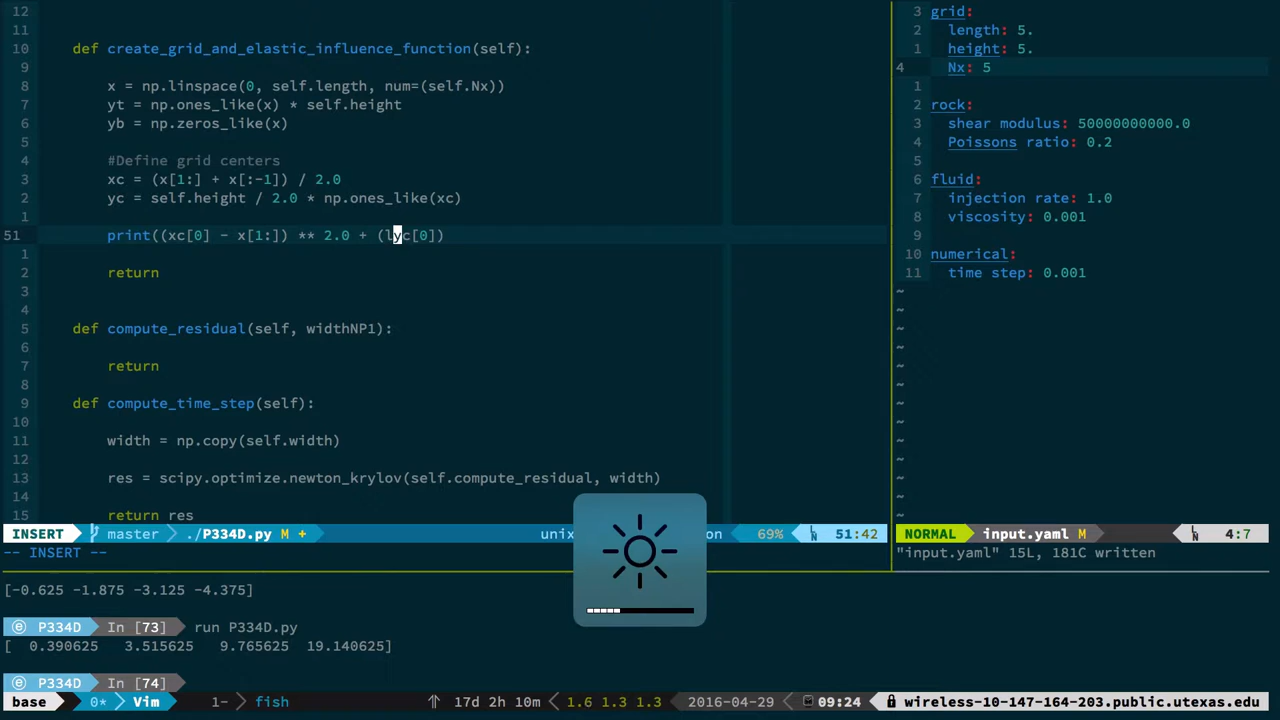 12
11
10 def create_grid_and_elastic_influence_function(self):
9
8 x = np.linspace(0, self.length, num=(self.Nx))
7 yt = np.ones_like(x) * self.height
6 yb = np.zeros_like(x)
5
4 #Define grid centers
3 xc = (x[1:] + x[:-1]) / 2.0
2 yc = self.height / 2.0 * np.ones_like(xc)
1
51 print((xc[0] - x[1:]) ** 2.0 + (lyc[0])
1
2 return
3
4
5 def compute_residual(self, widthNP1):
6
7 return
8
9 def compute_time_step(self):
10
11 width = np.copy(self.width)
12
13 res = scipy.optimize.newton_krylov(self.compute_residual, width)
14
15 return res
INSERT master ./P334D.py M + unix on 69% 51:42
-- INSERT --
3 grid:
2 length: 5.
1 height: 5.
4 Nx: 5
1
2 rock:
3 shear modulus: 50000000000.0
4 Poissons ratio: 0.2
5
6 fluid:
7 injection rate: 1.0
8 viscosity: 0.001
9
10 numerical:
11 time step: 0.001
~
~
~
~
~
~
~
~
~
~
~
~
~
NORMAL input.yaml M 4:7
"input.yaml" 15L, 181C written
[-0.625 -1.875 -3.125 -4.375]
ⓔ P334D In [73] run P334D.py
[ 0.390625 3.515625 9.765625 19.140625]
ⓔ P334D In [74]
base 0* Vim 1- fish 17d 2h 10m 1.6 1.3 1.3 2016-04-29 09:24 wireless-10-147-164-203.public.utexas.edu